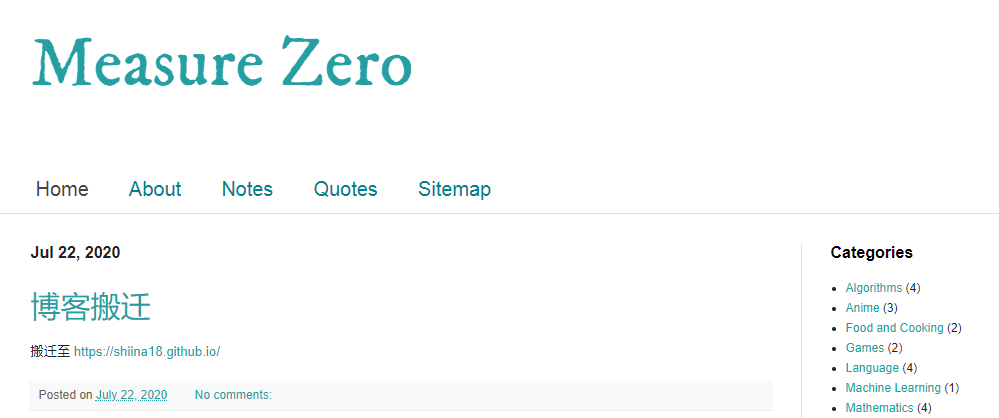 Measure Zero
Home About Notes Quotes Sitemap
Jul 22, 2020
博客搬迁
搬迁至 https://shiina18.github.io/
Posted on July 22, 2020 No comments:
Categories
Algorithms (4)
Anime (3)
Food and Cooking (2)
Games (2)
Language (4)
Machine Learning (1)
Mathematics (4)